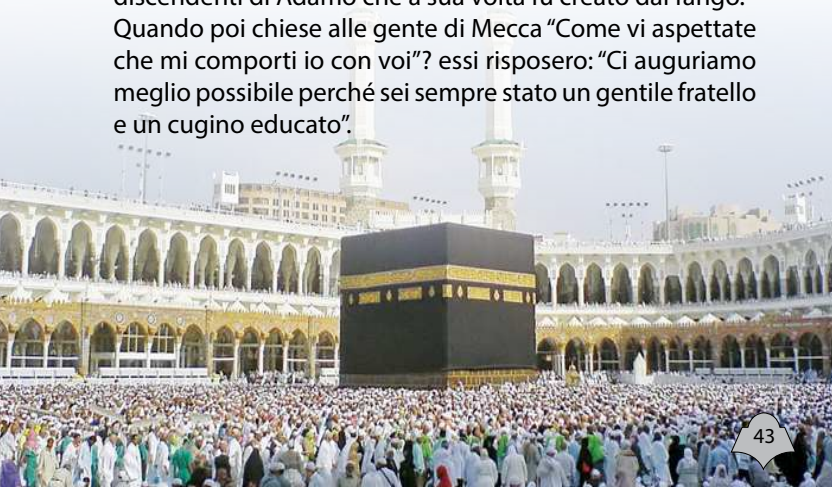 discendenti di Adamo che a sua volta fu creato dal fango.
Quando poi chiese alle gente di Mecca “Come vi aspettate
che mi comporti io con voi”? essi risposero: “Ci auguriamo
meglio possibile perché sei sempre stato un gentile fratello
e un cugino educato”.
43